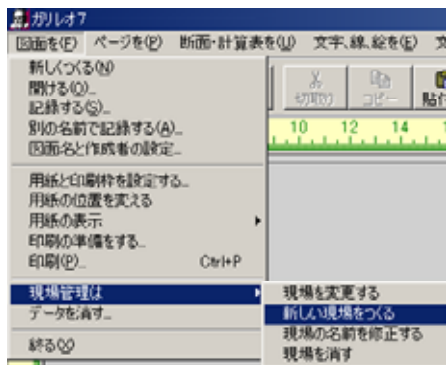 ガリレオ7
図面を(F) ページを(P) 断面・計算表を(U) 文字、線、絵を(E) 文
新しくつくる(N)
開ける(O)...
記録する(S)...
別の名前で記録する(A)...
図面名と作成者の設定...
切取り コピー 貼付
10 12 14
用紙と印刷枠を設定する...
用紙の位置を変える
用紙の表示
印刷の準備をする...
印刷(P)... Ctrl+P
現場管理は
データを消す...
終る(X)
現場を変更する
新しい現場をつくる
現場の名前を修正する
現場を消す